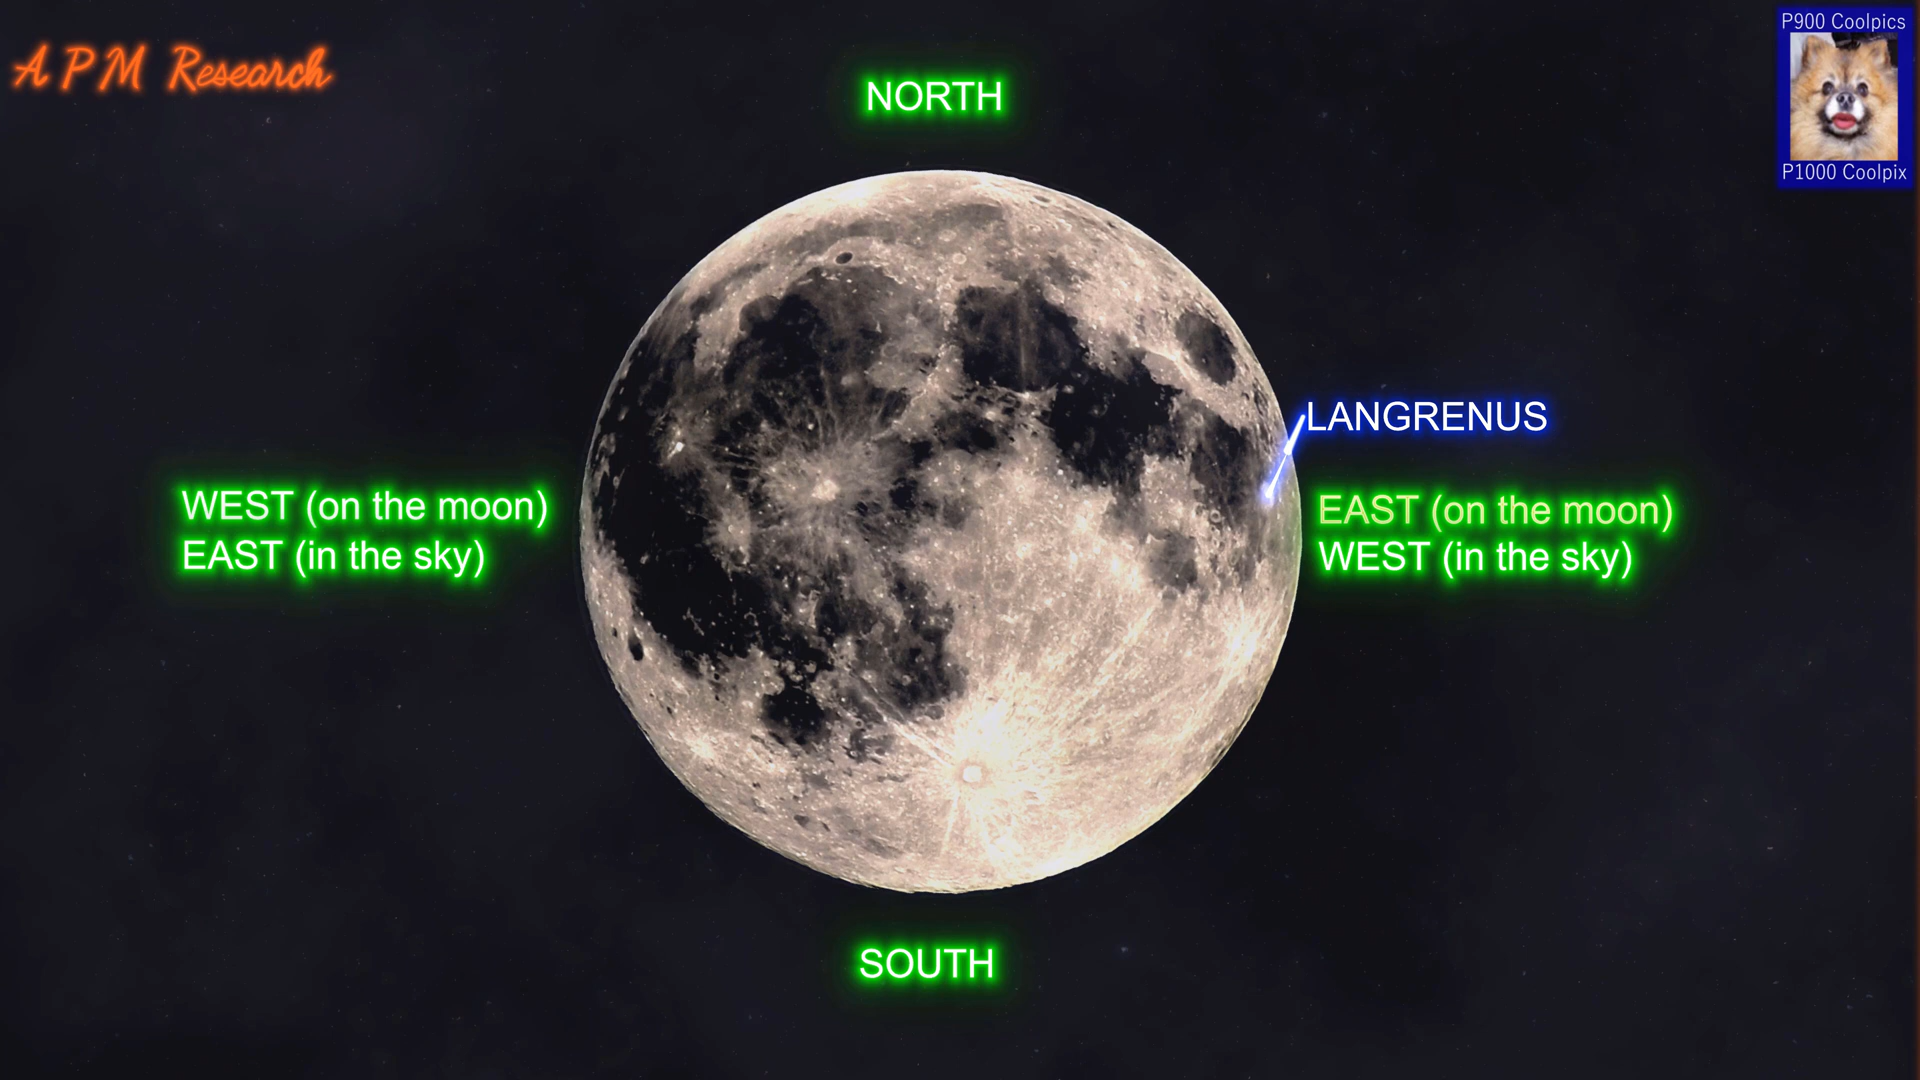 A P M Research
P900 Coolpics
P1000 Coolpix
NORTH
LANGRENUS
WEST (on the moon)
EAST (in the sky)
EAST (on the moon)
WEST (in the sky)
SOUTH